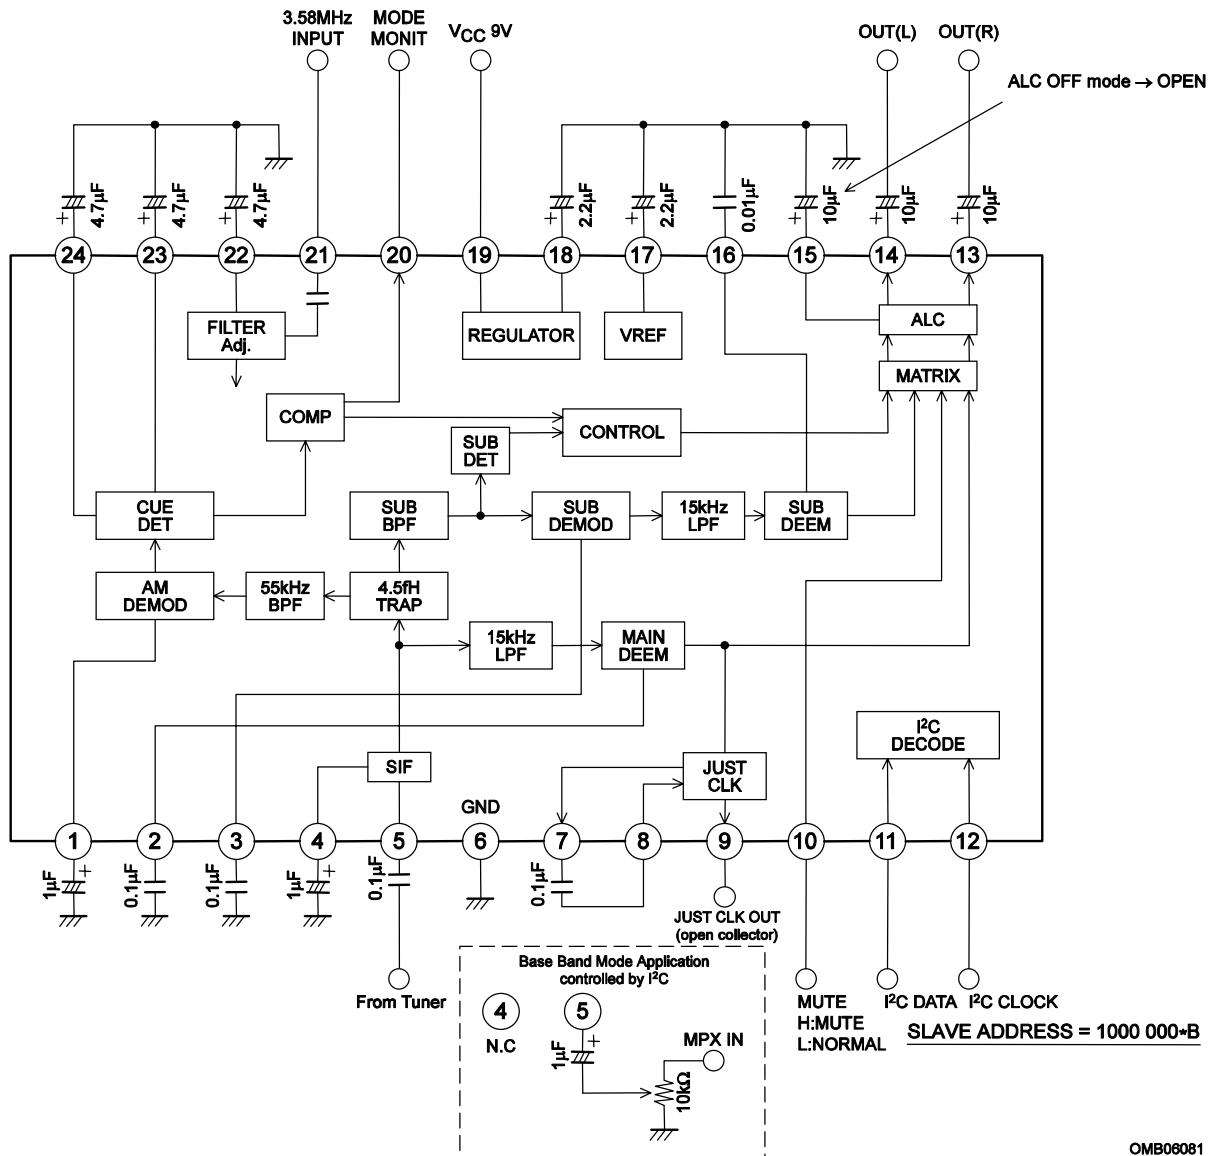 3.58MHz
INPUT
MODE
MONIT
VCC 9V
OUT(L)
OUT(R)
ALC OFF mode → OPEN
+
4.7µF
+
4.7µF
+
4.7µF
+
2.2µF
+
2.2µF
0.01µF
+
10µF
+
10µF
+
10µF
24
23
22
21
20
19
18
17
16
15
14
13
FILTER
Adj.
REGULATOR
VREF
ALC
MATRIX
COMP
CONTROL
SUB
DET
CUE
DET
SUB
BPF
SUB
DEMOD
15kHz
LPF
SUB
DEEM
AM
DEMOD
55kHz
BPF
4.5fH
TRAP
15kHz
LPF
MAIN
DEEM
I²C
DECODE
SIF
JUST
CLK
GND
1
2
3
4
5
6
7
8
9
10
11
12
1µF
+
0.1µF
0.1µF
1µF
+
0.1µF
0.1µF
JUST CLK OUT
(open collector)
From Tuner
MUTE
H:MUTE
L:NORMAL
I²C DATA
I²C CLOCK
SLAVE ADDRESS = 1000 000*B
Base Band Mode Application
controlled by I²C
4
N.C
5
1µF
+
MPX IN
10kΩ
OMB06081